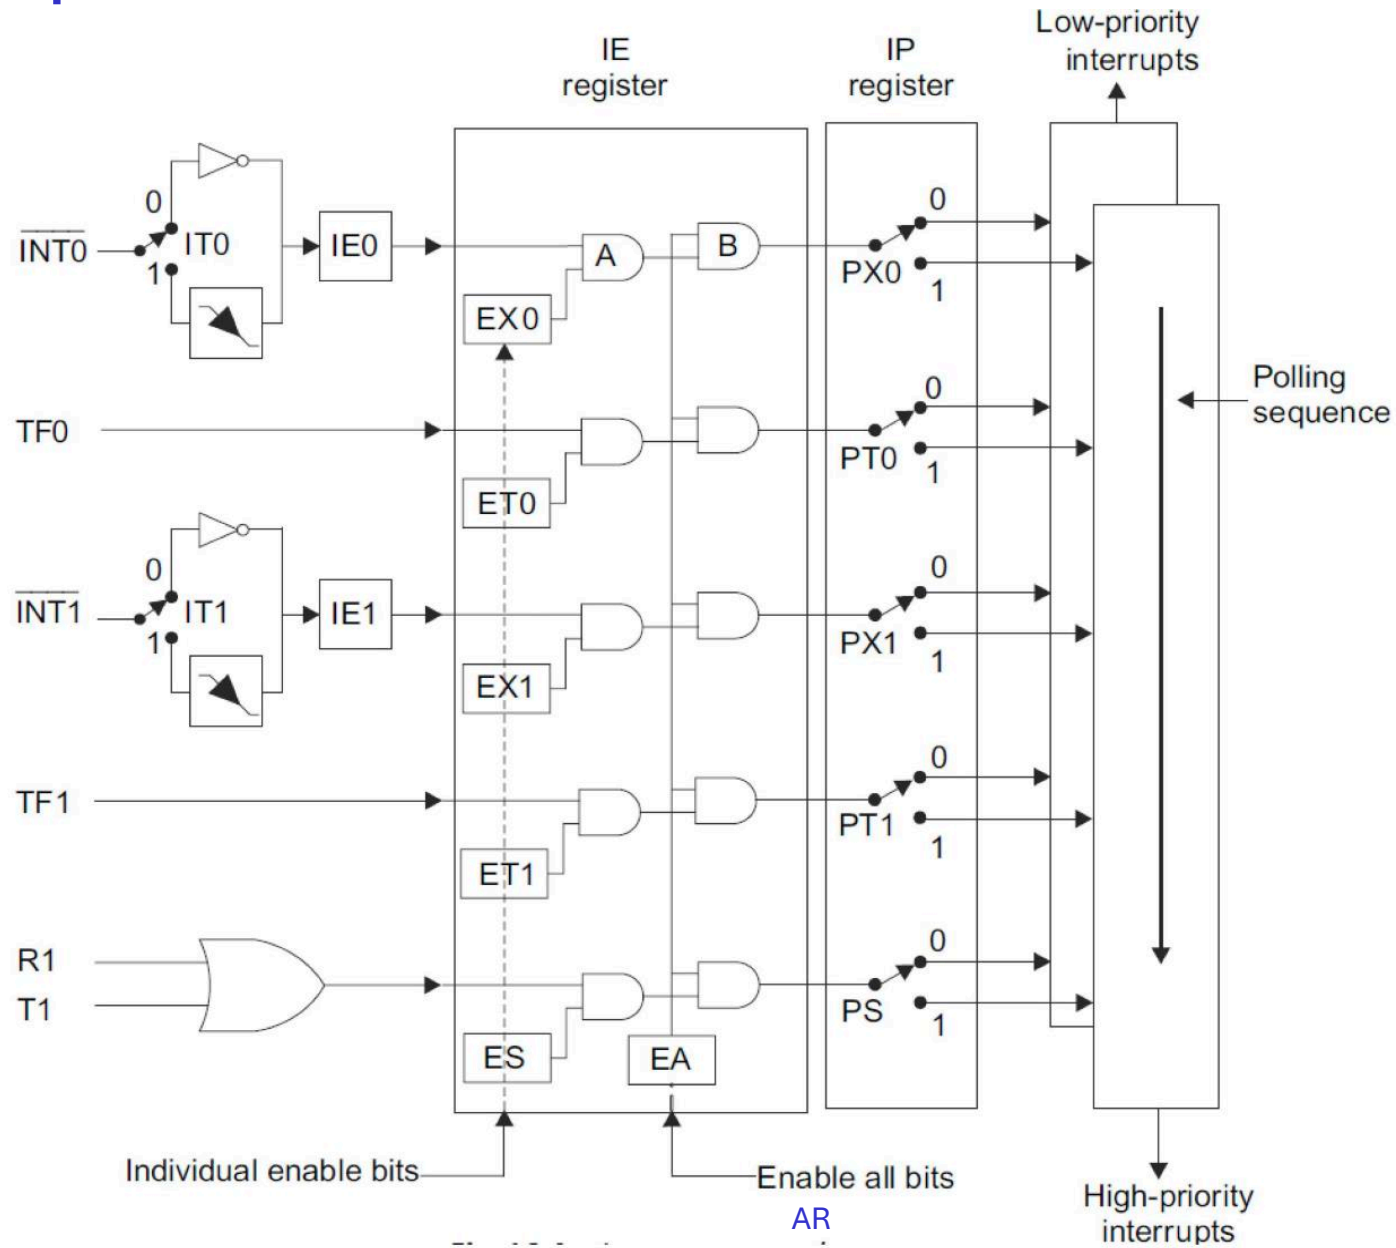 Low-priority
interrupts
IE
register
IP
register
0
INT0
IT0
1
IE0
A
B
EX0
PX0
0
1
TF0
ET0
PT0
0
1
Polling
sequence
0
INT1
IT1
1
IE1
EX1
PX1
0
1
TF1
ET1
PT1
0
1
R1
T1
ES
EA
PS
0
1
Individual enable bits
Enable all bits
High-priority
interrupts
AR